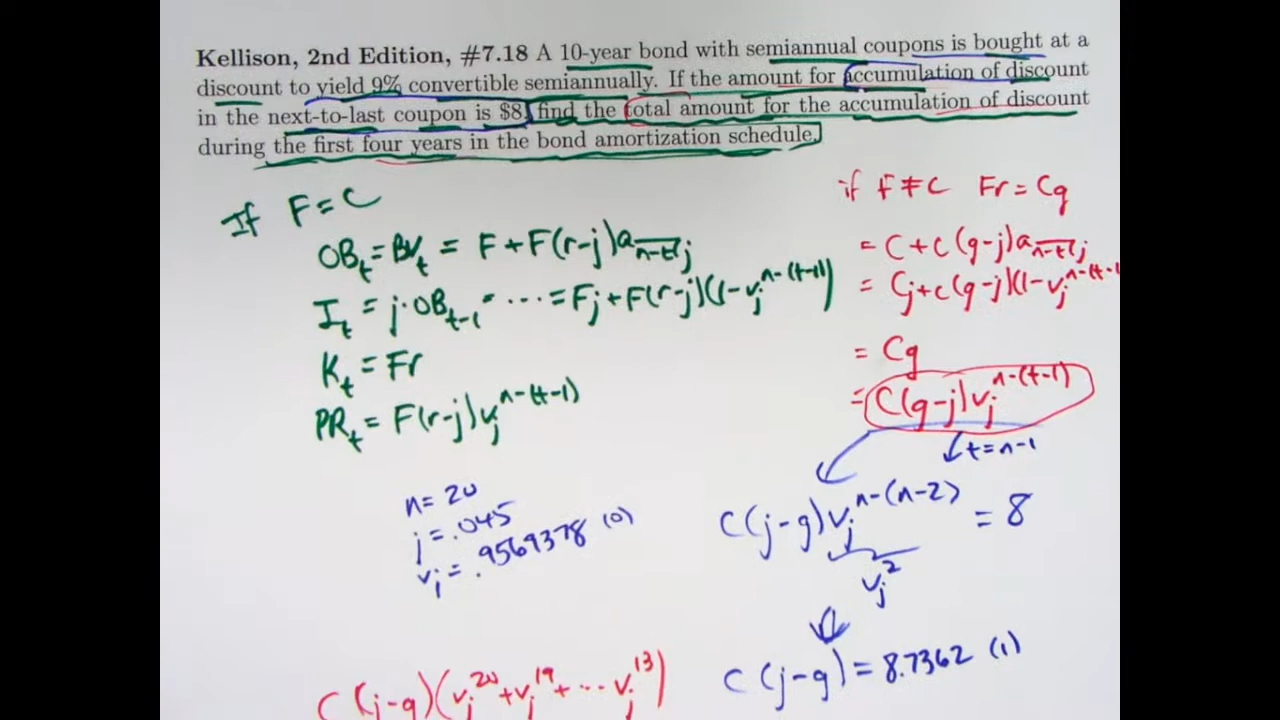 Kellison, 2nd Edition, #7.18 A 10-year bond with semiannual coupons is bought at a
discount to yield 9% convertible semiannually. If the amount for accumulation of discount
in the next-to-last coupon is $8, find the total amount for the accumulation of discount
during the first four years in the bond amortization schedule.
If F = C
OB_t = BV_t = F + F(r-j)a_{n-t|j}
I_t = j·OB_{t-1} = ... = Fj + F(r-j)(1-v_j^{n-(t-1)})
K_t = Fr
PR_t = F(r-j)v_j^{n-(t-1)}
if F ≠ C Fr = Cg
= C + C(g-j)a_{n-t|j}
= Cj + C(g-j)(1-v_j^{n-(t-1)
= Cg
= C(g-j)v_j^{n-(t-1)}
t = n-1
n = 20
j = .045
v_j = .9569378 (0)
C(j-g)v_j^{n-(n-2)} = 8
v_j^2
C(j-g) = 8.7362 (1)
C(j-g)(v_j^{20} + v_j^{19} + ... v_j^{13})